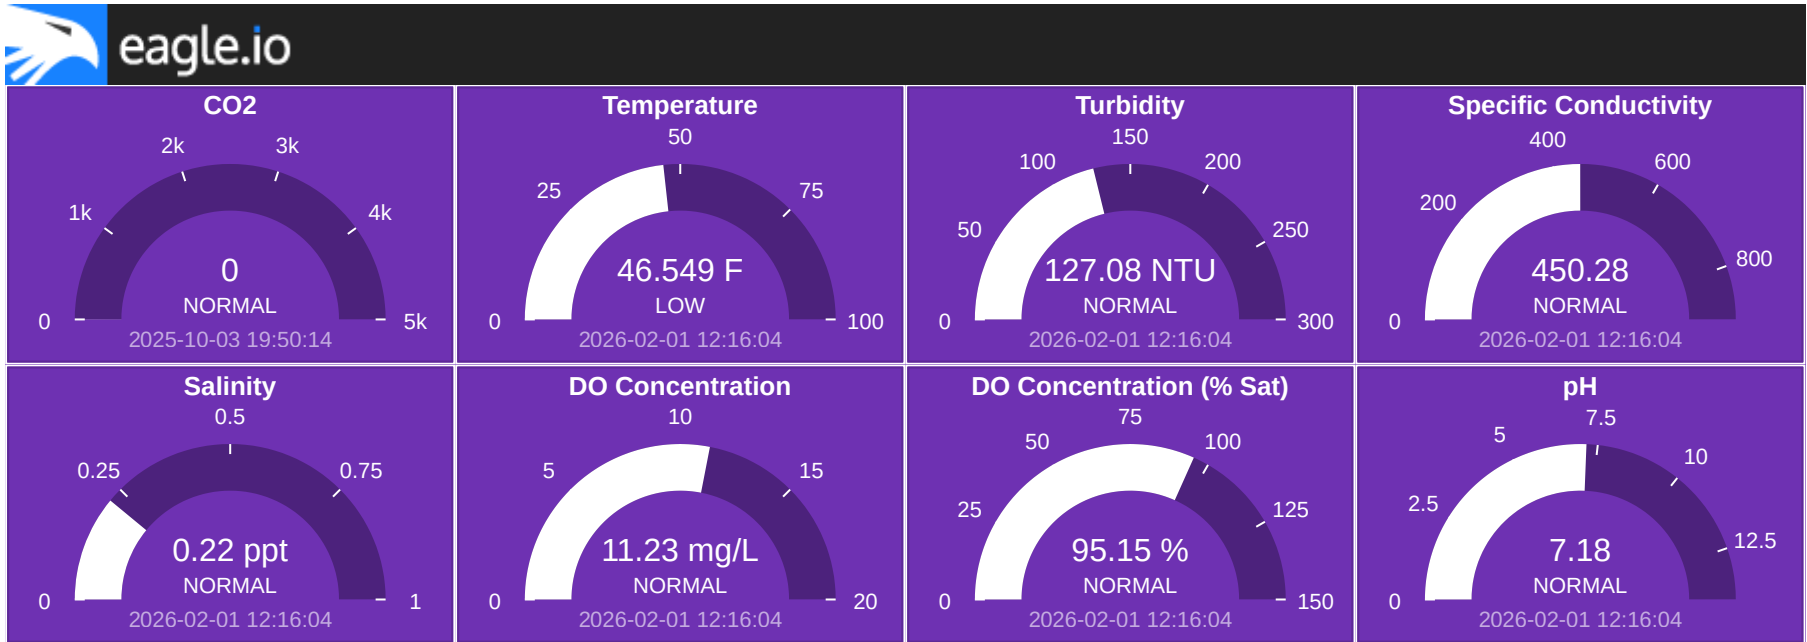 eagle.io
CO2
2k
3k
1k
4k
0
NORMAL
0
5k
2025-10-03 19:50:14
Temperature
50
25
75
46.549 F
LOW
0
100
2026-02-01 12:16:04
Turbidity
150
100
200
50
250
127.08 NTU
NORMAL
0
300
2026-02-01 12:16:04
Specific Conductivity
400
600
200
800
450.28
NORMAL
0
2026-02-01 12:16:04
Salinity
0.5
0.25
0.75
0.22 ppt
NORMAL
0
1
2026-02-01 12:16:04
DO Concentration
10
5
15
11.23 mg/L
NORMAL
0
20
2026-02-01 12:16:04
DO Concentration (% Sat)
75
50
100
25
125
95.15 %
NORMAL
0
150
2026-02-01 12:16:04
pH
7.5
5
10
2.5
12.5
7.18
NORMAL
0
2026-02-01 12:16:04